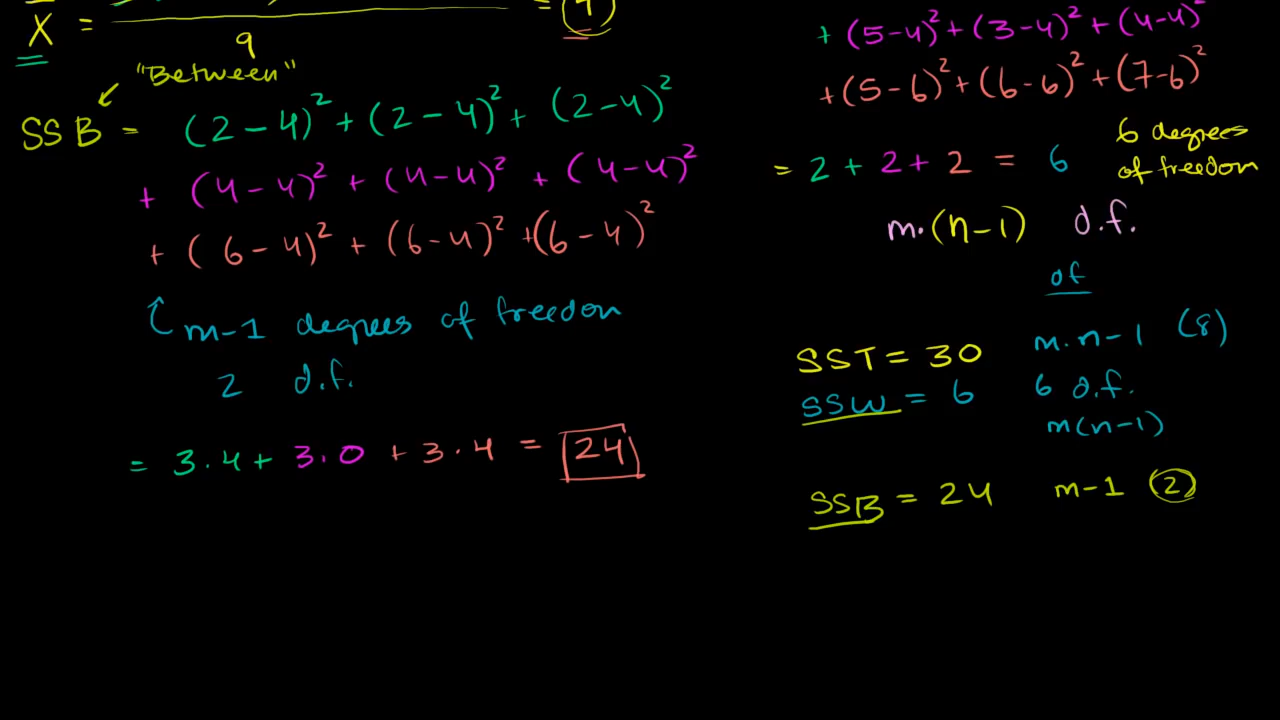 X̄ = ―― = 4
9
"Between"
SSB = (2-4)² + (2-4)² + (2-4)²
+ (4-4)² + (4-4)² + (4-4)²
+ (6-4)² + (6-4)² + (6-4)²
m-1 degrees of freedom
2 d.f.
= 3.4 + 3.0 + 3.4 = 24
+ (5-4)² + (3-4)² + (4-4)²
+ (5-6)² + (6-6)² + (7-6)²
= 2 + 2 + 2 = 6
6 degrees
of freedom
m.(n-1) d.f.
df
SST = 30 m.n-1 (8)
SSW = 6 6 d.f.
m(n-1)
SSB = 24 m-1 2